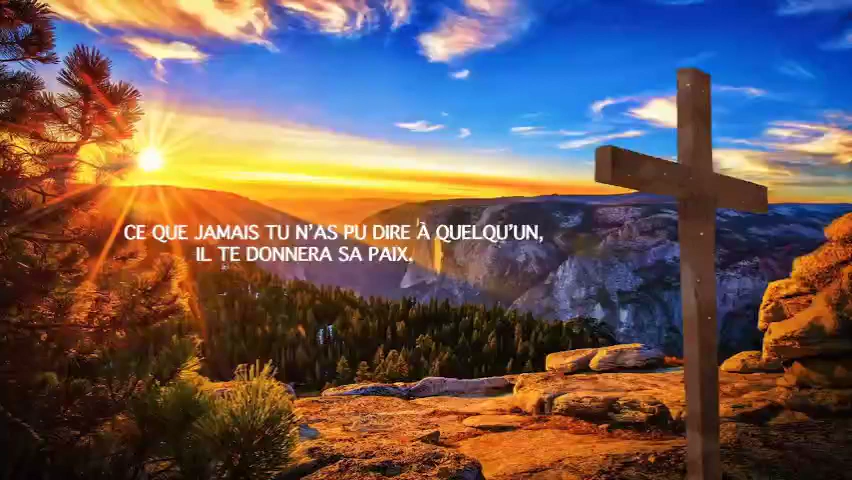 CE QUE JAMAIS TU N'AS PU DIRE À QUELQU'UN,
IL TE DONNERA SA PAIX.